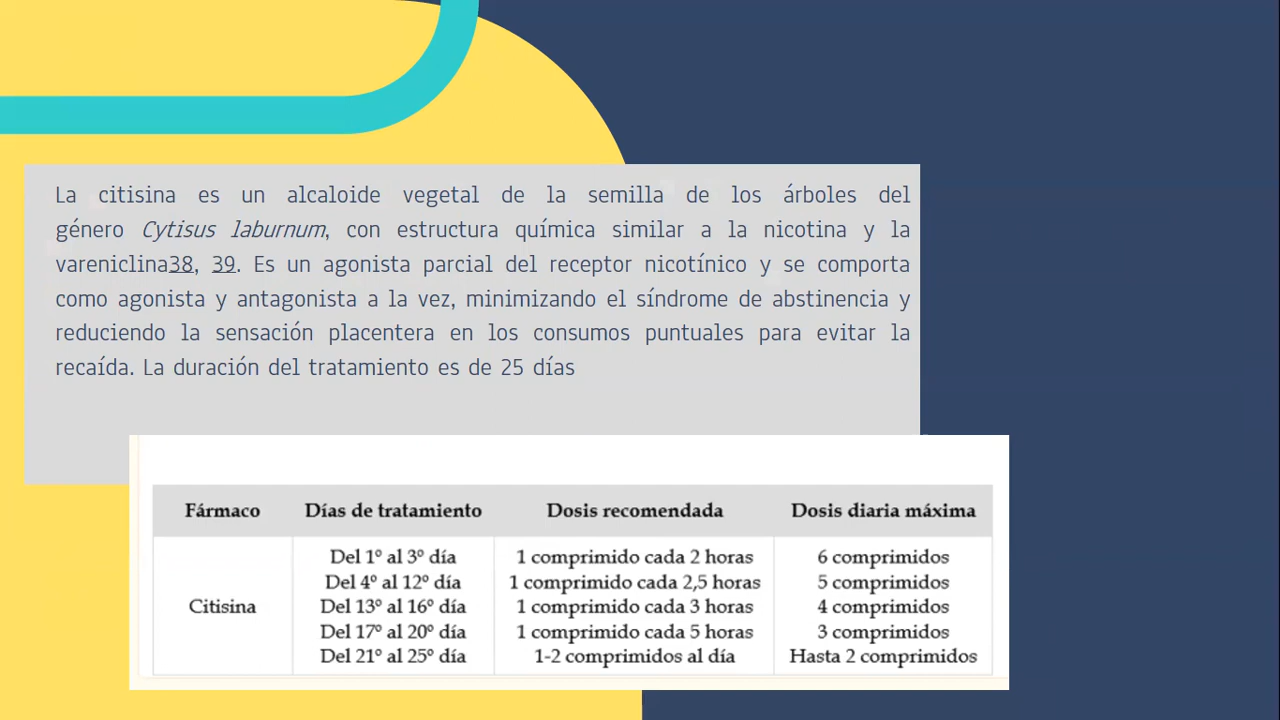 La citisina es un alcaloide vegetal de la semilla de los árboles del
género Cytisus laburnum, con estructura química similar a la nicotina y la
vareniclina38, 39. Es un agonista parcial del receptor nicotínico y se comporta
como agonista y antagonista a la vez, minimizando el síndrome de abstinencia y
reduciendo la sensación placentera en los consumos puntuales para evitar la
recaída. La duración del tratamiento es de 25 días
Fármaco Días de tratamiento Dosis recomendada Dosis diaria máxima
Del 1º al 3º día 1 comprimido cada 2 horas 6 comprimidos
Del 4º al 12º día 1 comprimido cada 2,5 horas 5 comprimidos
Citisina Del 13º al 16º día 1 comprimido cada 3 horas 4 comprimidos
Del 17º al 20º día 1 comprimido cada 5 horas 3 comprimidos
Del 21º al 25º día 1-2 comprimidos al día Hasta 2 comprimidos